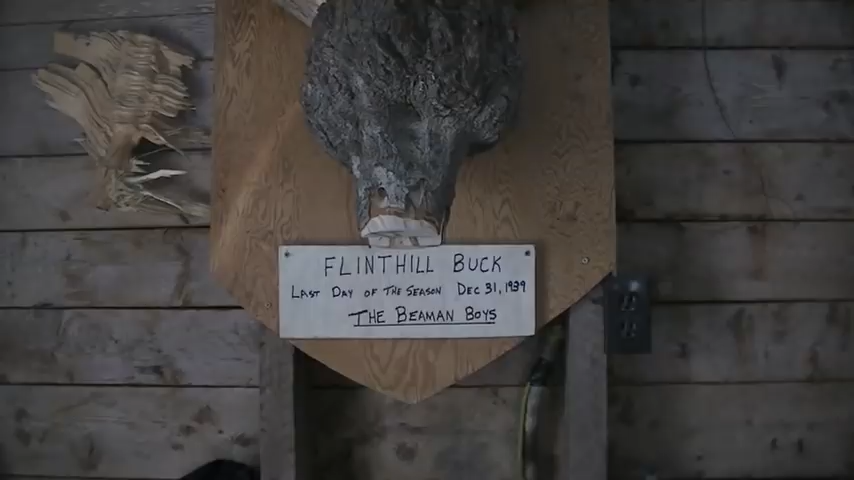 FLINTHILL BUCK
LAST DAY OF THE SEASON DEC 31, 1939
THE BEAMAN BOYS